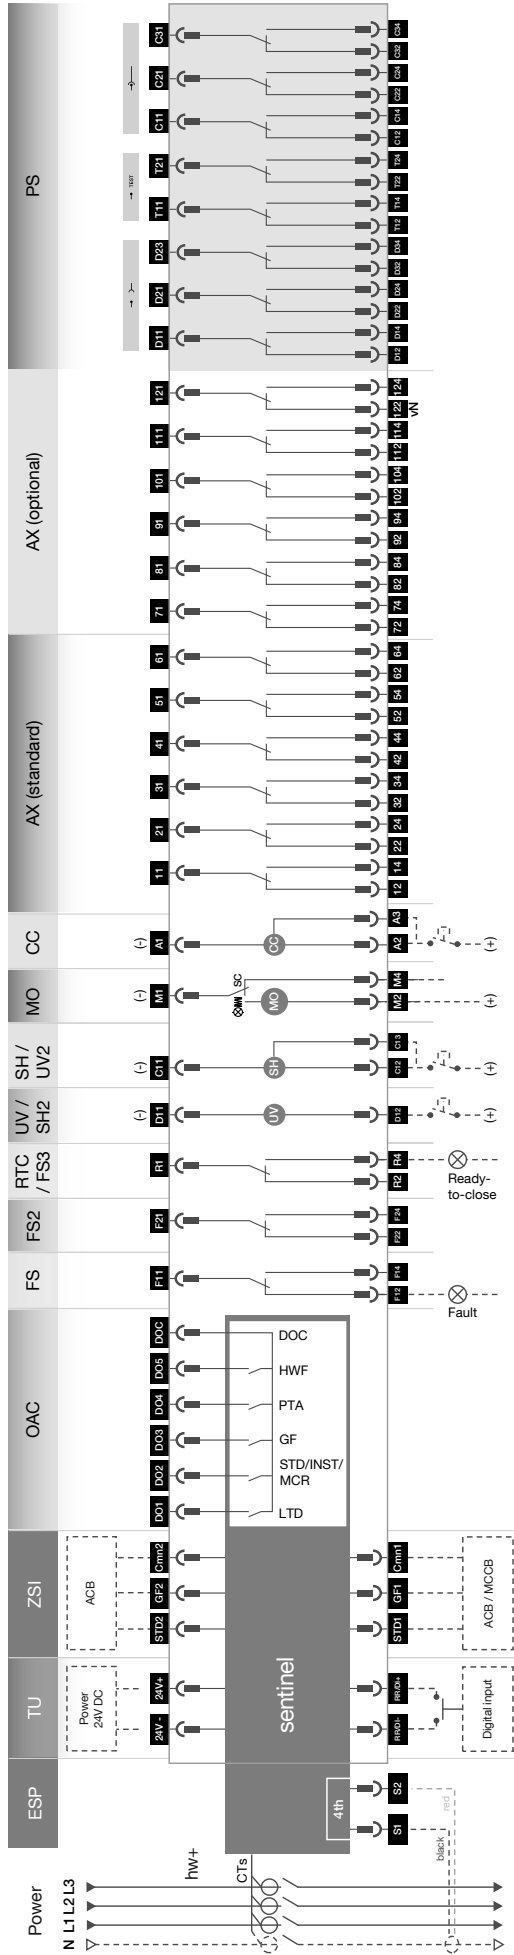 PS
C31
C34
C32
C21
C24
C22
C11
C14
C12
T21
TEST
T24
T22
T11
T14
T12
D23
D34
D32
D21
D24
D22
D11
D14
D12
AX (optional)
121
124
122
vN
111
114
112
101
104
102
91
94
92
81
84
82
71
74
72
AX (standard)
61
64
62
51
54
52
41
44
42
31
34
32
21
24
22
11
14
12
CC
(-)
A1
CC
A3
A2
(+)
MO
(-)
M1
SC
MO
M4
M2
(+)
SH /
UV2
(-)
C11
SH
C13
C12
(+)
UV /
SH2
(-)
D11
UV
D12
(+)
RTC
/ FS3
R1
R4
R2
Ready-
to-close
FS2
F21
F24
F22
FS
F11
F14
F12
Fault
OAC
DOC
DOC
DO5
HWF
DO4
PTA
DO3
GF
DO2
STD/INST/
MCR
DO1
LTD
ZSI
ACB
Cmn2
GF2
STD2
Cmn1
GF1
STD1
ACB / MCCB
TU
Power
24V DC
24V+
24V -
sentinel
RR/DI+
RR/DI-
Digital input
ESP
4th
S2
S1
red
black
Power
hw+
CTs
N L1 L2 L3